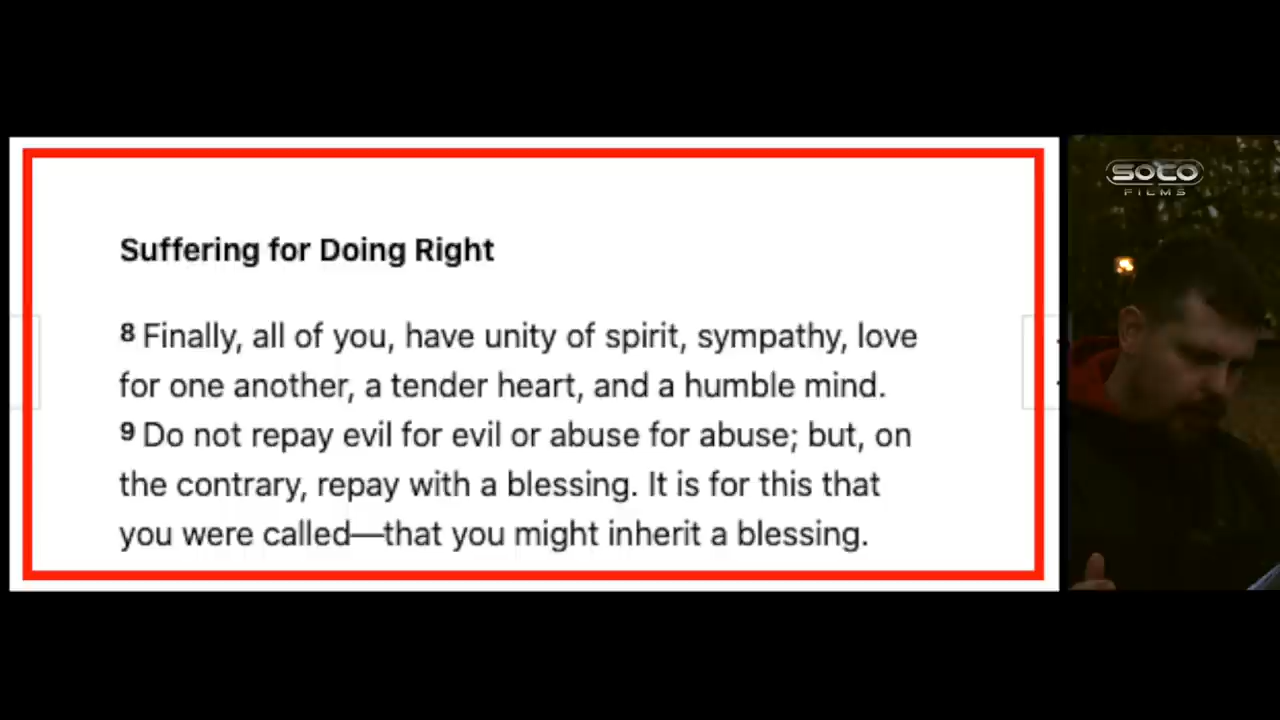 Suffering for Doing Right
8 Finally, all of you, have unity of spirit, sympathy, love
for one another, a tender heart, and a humble mind.
9 Do not repay evil for evil or abuse for abuse; but, on
the contrary, repay with a blessing. It is for this that
you were called—that you might inherit a blessing.
SOCO
FILMS